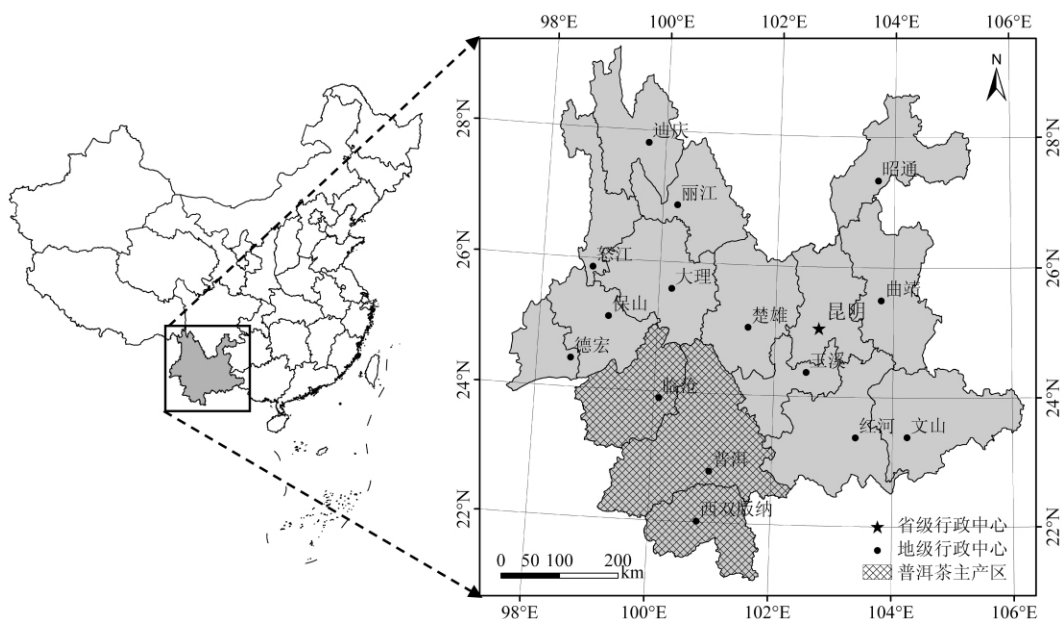 98°E
100°E
102°E
104°E
106°E
N
28°N
28°N
迪庆
昭通
丽江
26°N
26°N
怒江
大理
曲靖
保山
楚雄
昆明
德宏
玉溪
24°N
24°N
临沧
红河
文山
普洱
22°N
22°N
西双版纳
省级行政中心
地级行政中心
普洱茶主产区
0 50 100 200
km
98°E
100°E
102°E
104°E
106°E